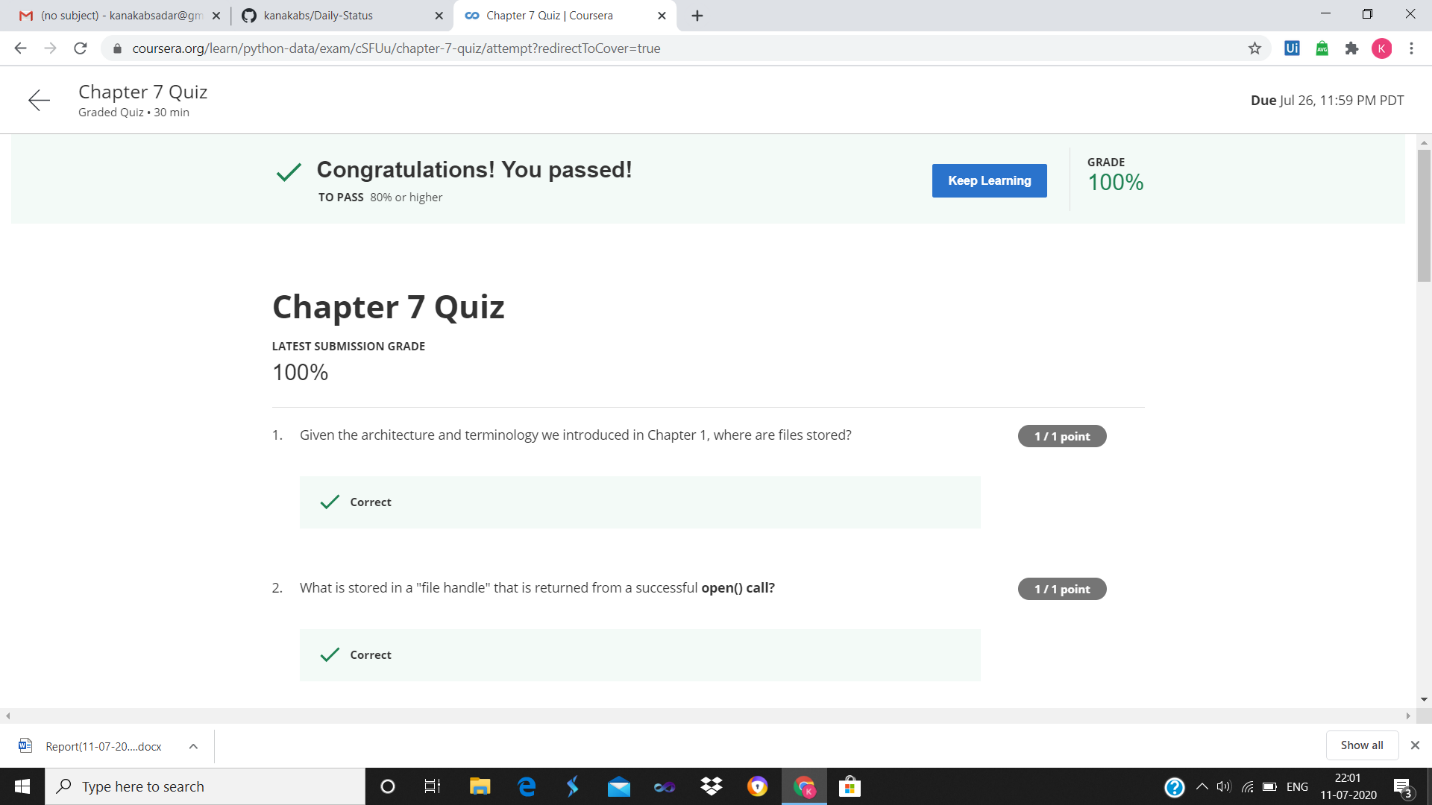 (no subject) - kanakabsadar@gm
kanakabs/Daily-Status
Chapter 7 Quiz | Coursera
coursera.org/learn/python-data/exam/cSFUu/chapter-7-quiz/attempt?redirectToCover=true
Ui
AVG
K
Chapter 7 Quiz
Graded Quiz • 30 min
Due Jul 26, 11:59 PM PDT
Congratulations! You passed!
TO PASS 80% or higher
Keep Learning
GRADE
100%
Chapter 7 Quiz
LATEST SUBMISSION GRADE
100%
1. Given the architecture and terminology we introduced in Chapter 1, where are files stored?
1 / 1 point
Correct
2. What is stored in a "file handle" that is returned from a successful open() call?
1 / 1 point
Correct
Report(11-07-20....docx
Show all
Type here to search
K
ENG
22:01
11-07-2020
3